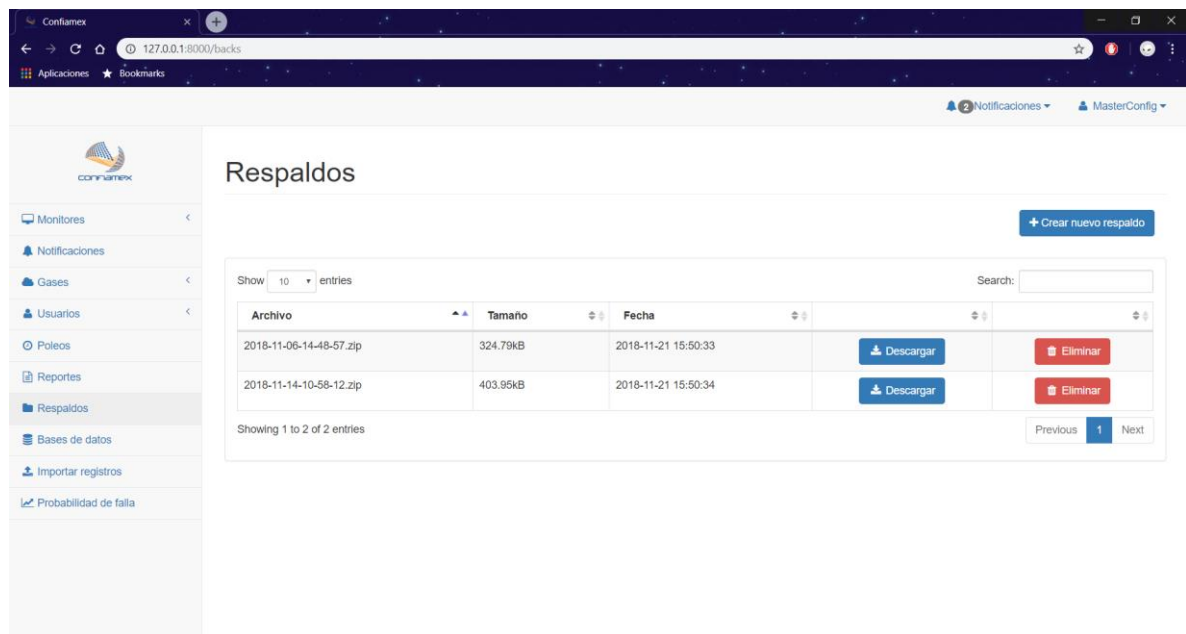 Confiamex
127.0.0.1:8000/backs
Aplicaciones Bookmarks
2 Notificaciones MasterConfig
CONFIAMEX
Respaldos
Monitores
Crear nuevo respaldo
Notificaciones
Gases
Show 10 entries Search:
Usuarios
Archivo Tamaño Fecha
Poleos
2018-11-06-14-48-57.zip 324.79kB 2018-11-21 15:50:33 Descargar Eliminar
Reportes
2018-11-14-10-58-12.zip 403.95kB 2018-11-21 15:50:34 Descargar Eliminar
Respaldos
Showing 1 to 2 of 2 entries Previous 1 Next
Bases de datos
Importar registros
Probabilidad de falla